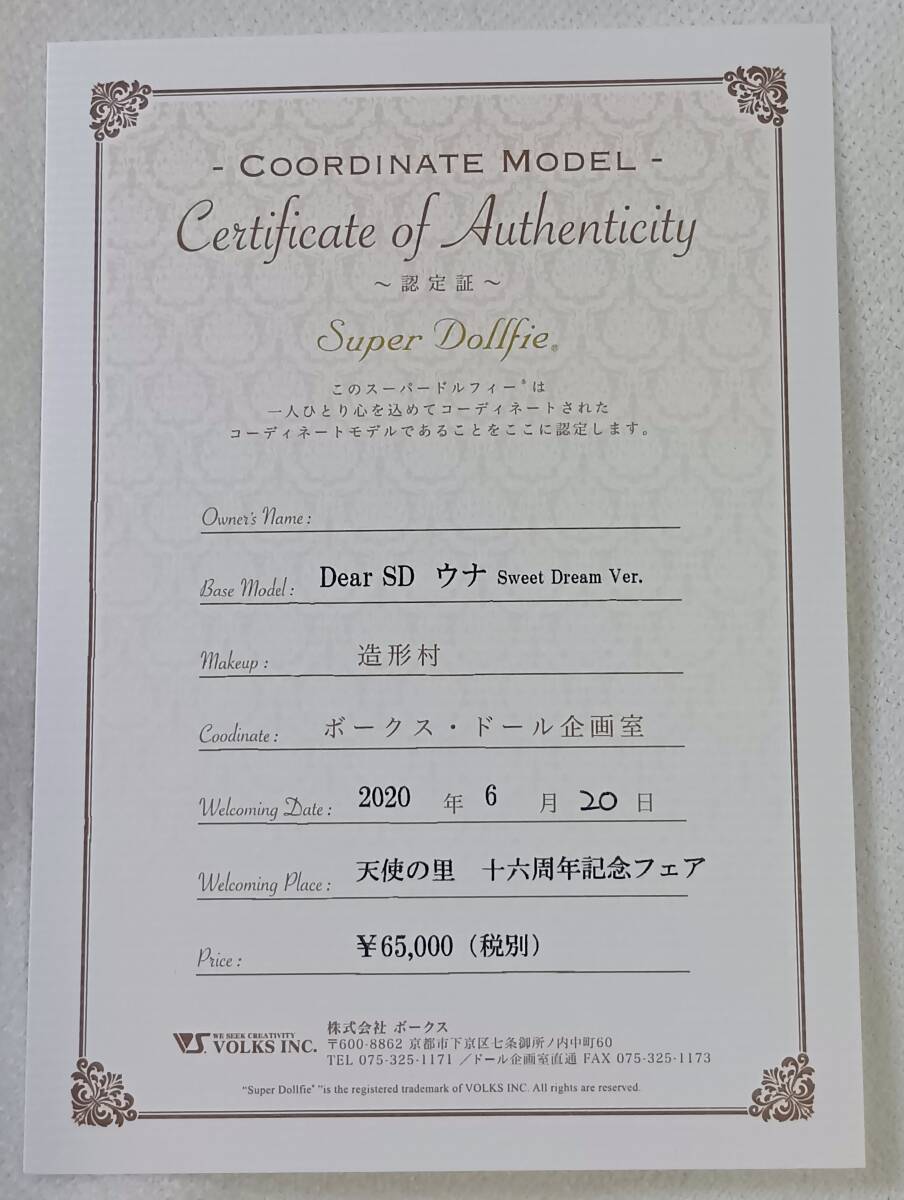 - COORDINATE MODEL -
Certificate of Authenticity
～認定証～
Super Dollfie®
このスーパードルフィー®は
一人ひとり心を込めてコーディネートされた
コーディネートモデルであることをここに認定します。
Owner's Name :
Base Model : Dear SD ウナ Sweet Dream Ver.
Makeup : 造形村
Coodinate : ボークス・ドール企画室
Welcoming Date : 2020 年 6 月 20 日
Welcoming Place : 天使の里 十六周年記念フェア
Price : ¥65,000（税別）
VS. WE SEEK CREATIVITY VOLKS INC.
株式会社 ボークス
〒600-8862 京都市下京区七条御所ノ内中町60
TEL 075-325-1171 ／ドール企画室直通 FAX 075-325-1173
"Super Dollfie® "is the registered trademark of VOLKS INC. All rights are reserved.